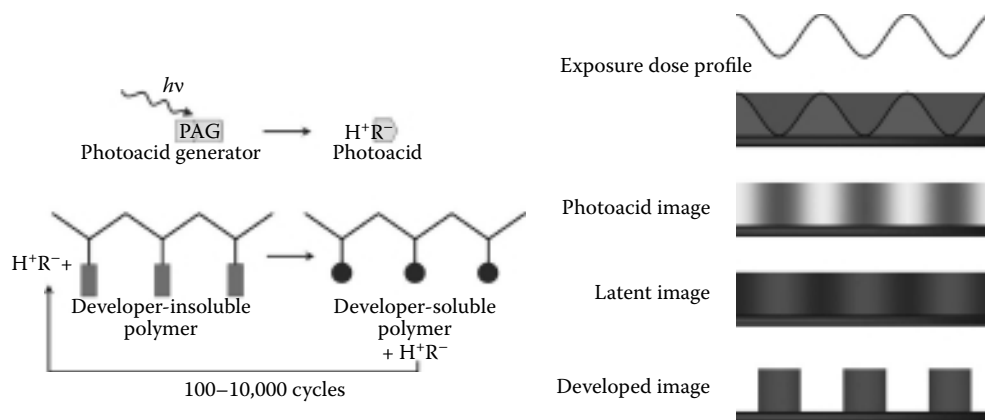 hν
PAG
Photoacid generator
H⁺R⁻
Photoacid
H⁺R⁻+
Developer-insoluble
polymer
Developer-soluble
polymer
+ H⁺R⁻
100–10,000 cycles
Exposure dose profile
Photoacid image
Latent image
Developed image